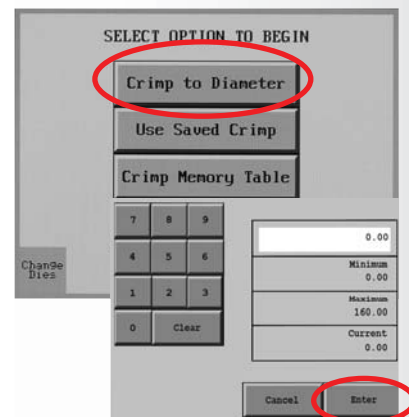 SELECT OPTION TO BEGIN
Crimp to Diameter
Use Saved Crimp
Crimp Memory Table
Change
Dies
7 8 9
4 5 6
1 2 3
0 Clear
0.00
Minimum
0.00
Maximum
160.00
Current
0.00
Cancel Enter